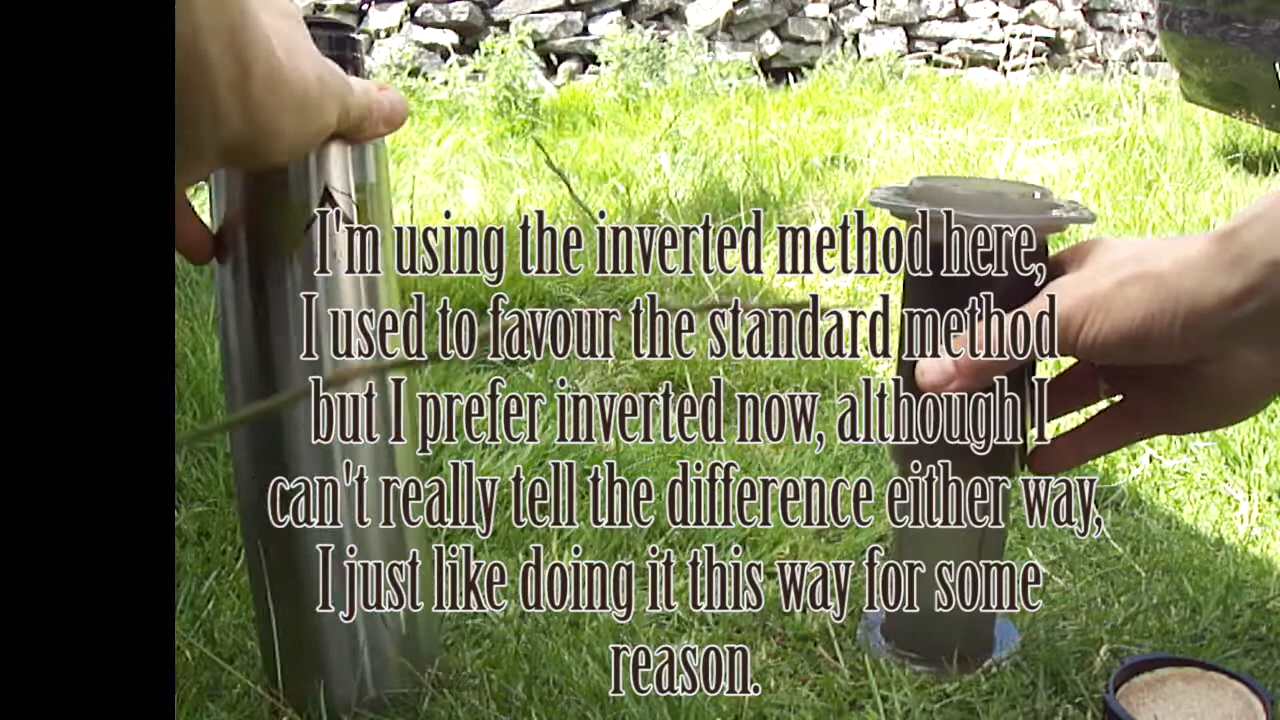 I'm using the inverted method here,
I used to favour the standard method
but I prefer inverted now, although I
can't really tell the difference either way,
I just like doing it this way for some
reason.